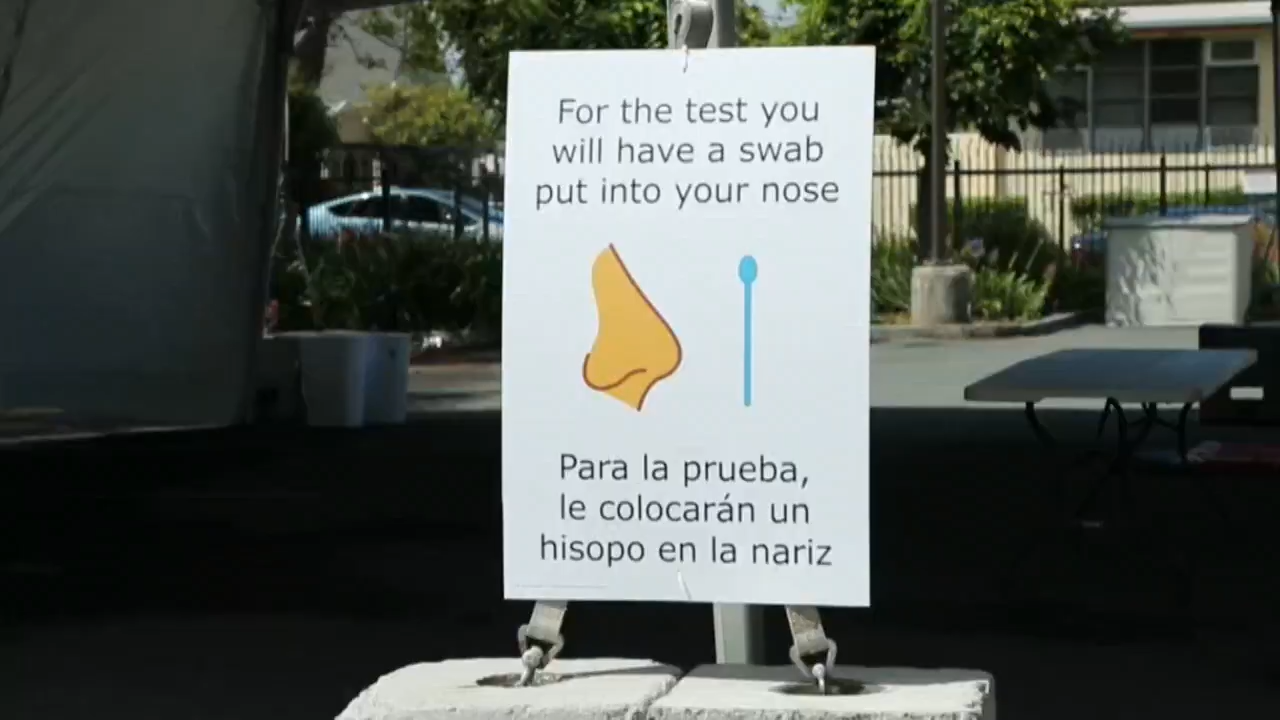 For the test you
will have a swab
put into your nose
Para la prueba,
le colocarán un
hisopo en la nariz